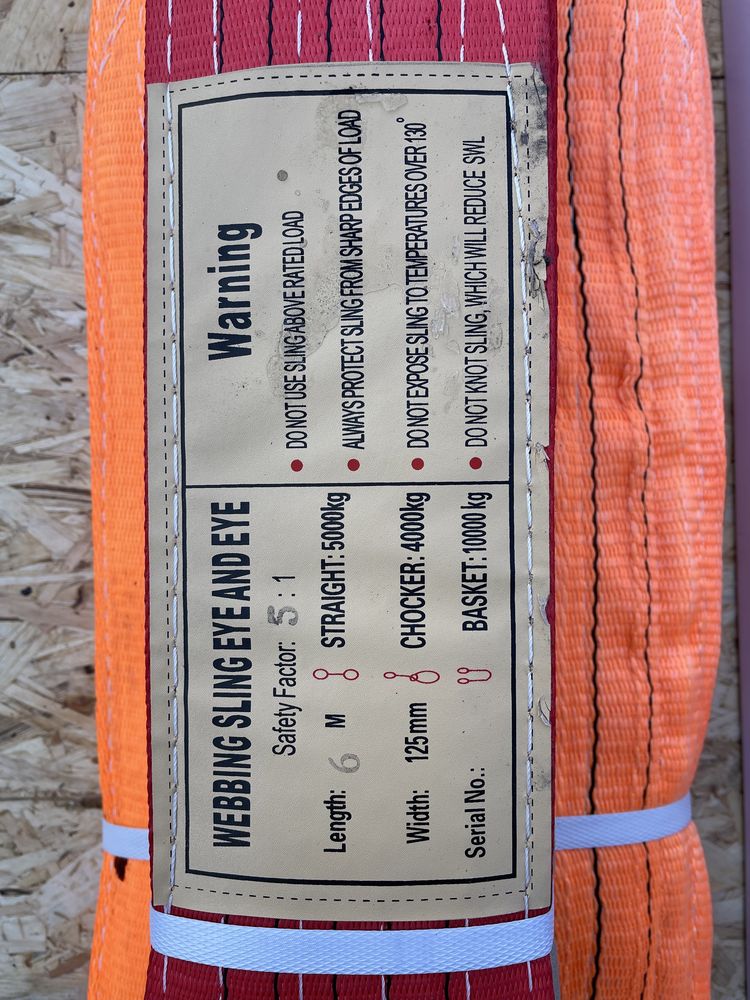 WEBBING SLING EYE AND EYE
Safety Factor: 5 : 1
Length: 6 M STRAIGHT: 5000kg
Width: 125mm CHOCKER: 4000kg
Serial No.: BASKET: 10000kg
Warning
• DO NOT USE SLING ABOVE RATED LOAD
• ALWAYS PROTECT SLING FROM SHARP EDGES OF LOAD
• DO NOT EXPOSE SLING TO TEMPERATURES OVER 130°
• DO NOT KNOT SLING, WHICH WILL REDUCE SWL